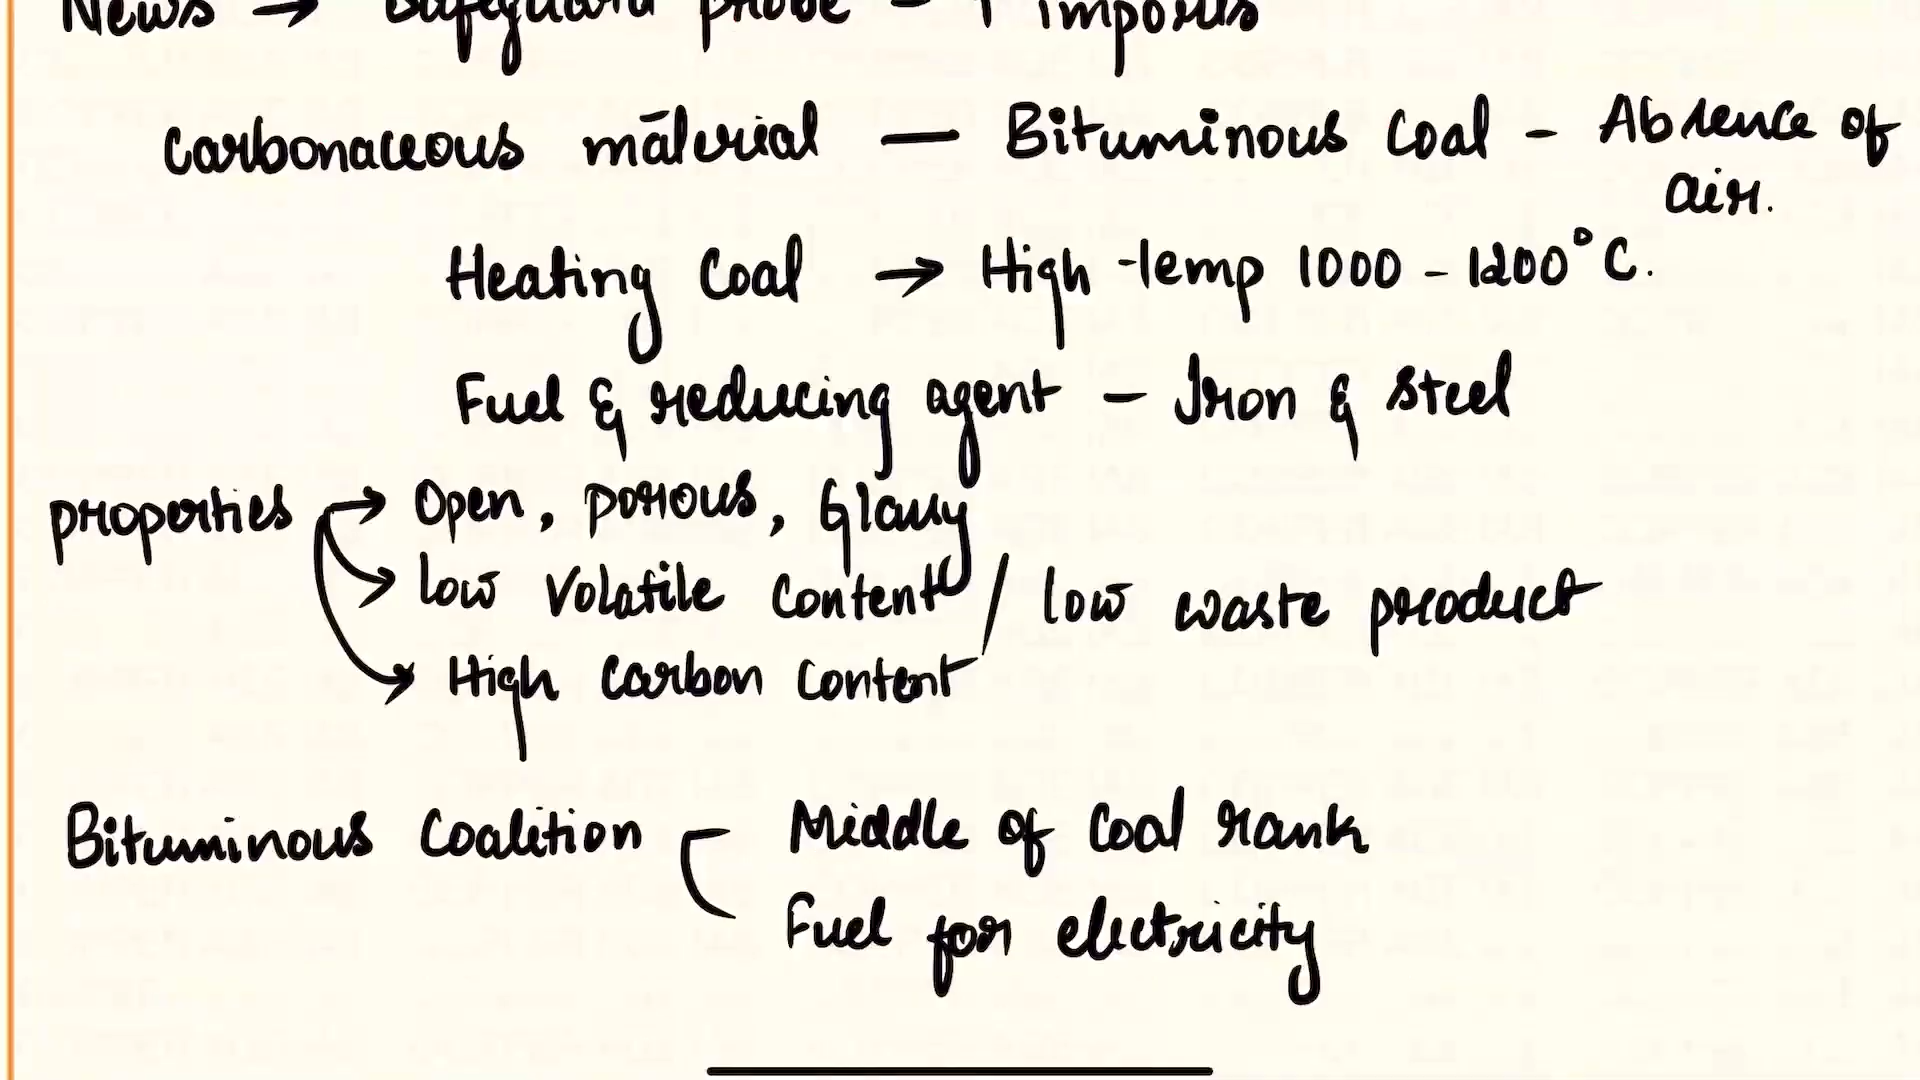 News → Safeguard probe - ↑ imports
Carbonaceous material — Bituminous Coal - Absence of
air.
Heating Coal → High temp 1000 - 1200°C.
Fuel & reducing agent - Iron & Steel
properties → Open, porous, Glassy
→ Low Volatile Content / low waste product
→ High Carbon Content
Bituminous Coalition Middle of Coal rank
Fuel for electricity